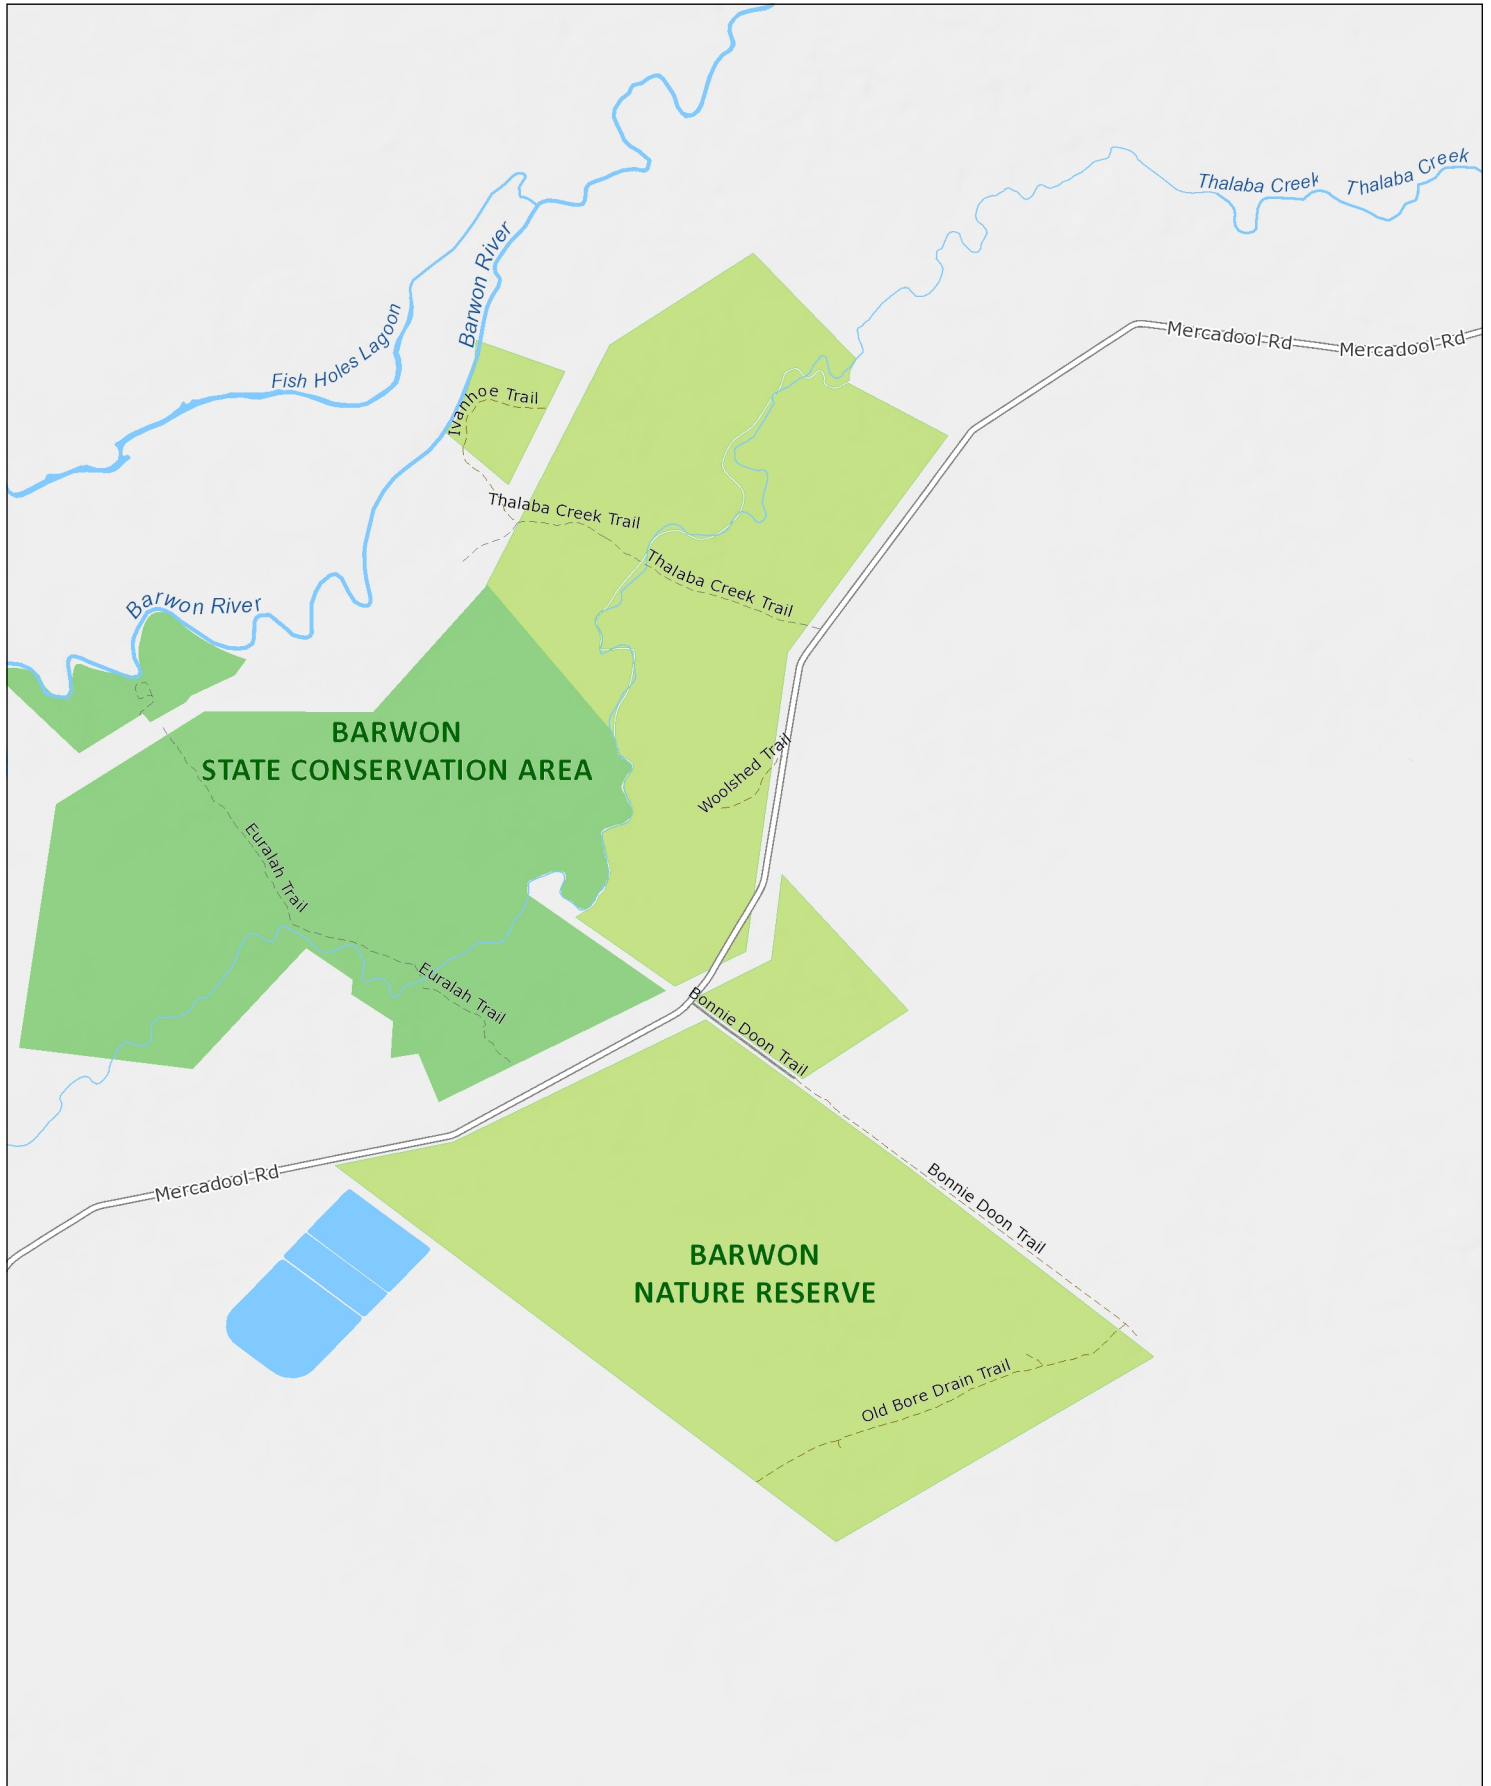 Thalaba Creek
Thalaba Creek
Barwon River
Fish Holes Lagoon
Mercadool Rd
Mercadool Rd
Ivanhoe Trail
Thalaba Creek Trail
Thalaba Creek Trail
Barwon River
BARWON
STATE CONSERVATION AREA
Woolshed Trail
Euralah Trail
Euralah Trail
Bonnie Doon Trail
Mercadool Rd
Bonnie Doon Trail
BARWON
NATURE RESERVE
Old Bore Drain Trail